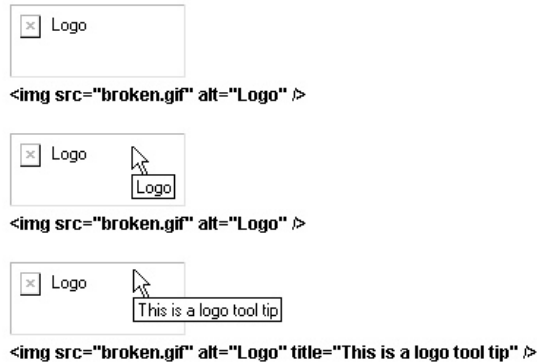 Logo
<img src="broken.gif" alt="Logo" />
Logo
Logo
<img src="broken.gif" alt="Logo" />
Logo
This is a logo tool tip
<img src="broken.gif" alt="Logo" title="This is a logo tool tip" />